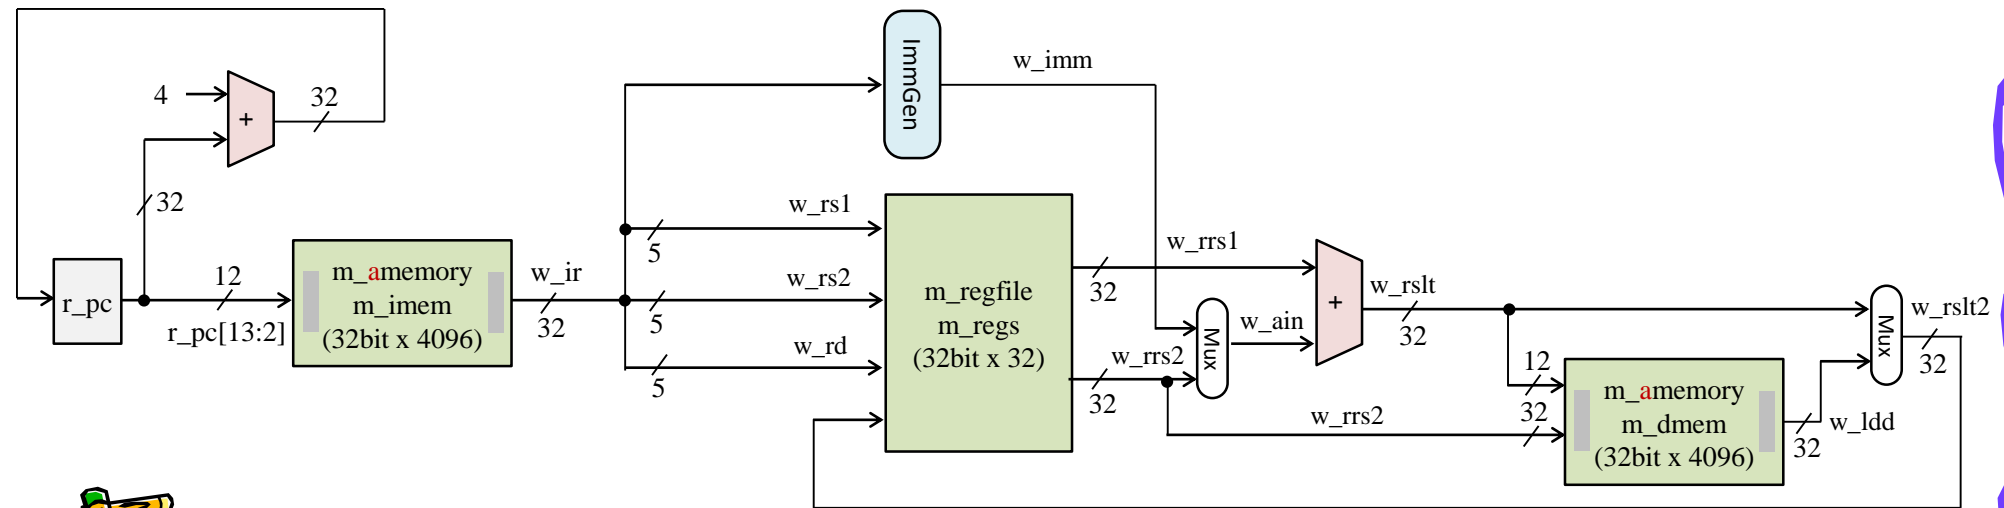 4
+
32
32
r_pc
12
r_pc[13:2]
m_amemory
m_imem
(32bit x 4096)
w_ir
32
ImmGen
w_imm
w_rs1
5
w_rs2
5
w_rd
5
m_regfile
m_regs
(32bit x 32)
w_rrs1
32
w_rrs2
32
Mux
w_ain
+
w_rslt
32
w_rrs2
12
32
m_amemory
m_dmem
(32bit x 4096)
32
w_ldd
Mux
w_rslt2
32